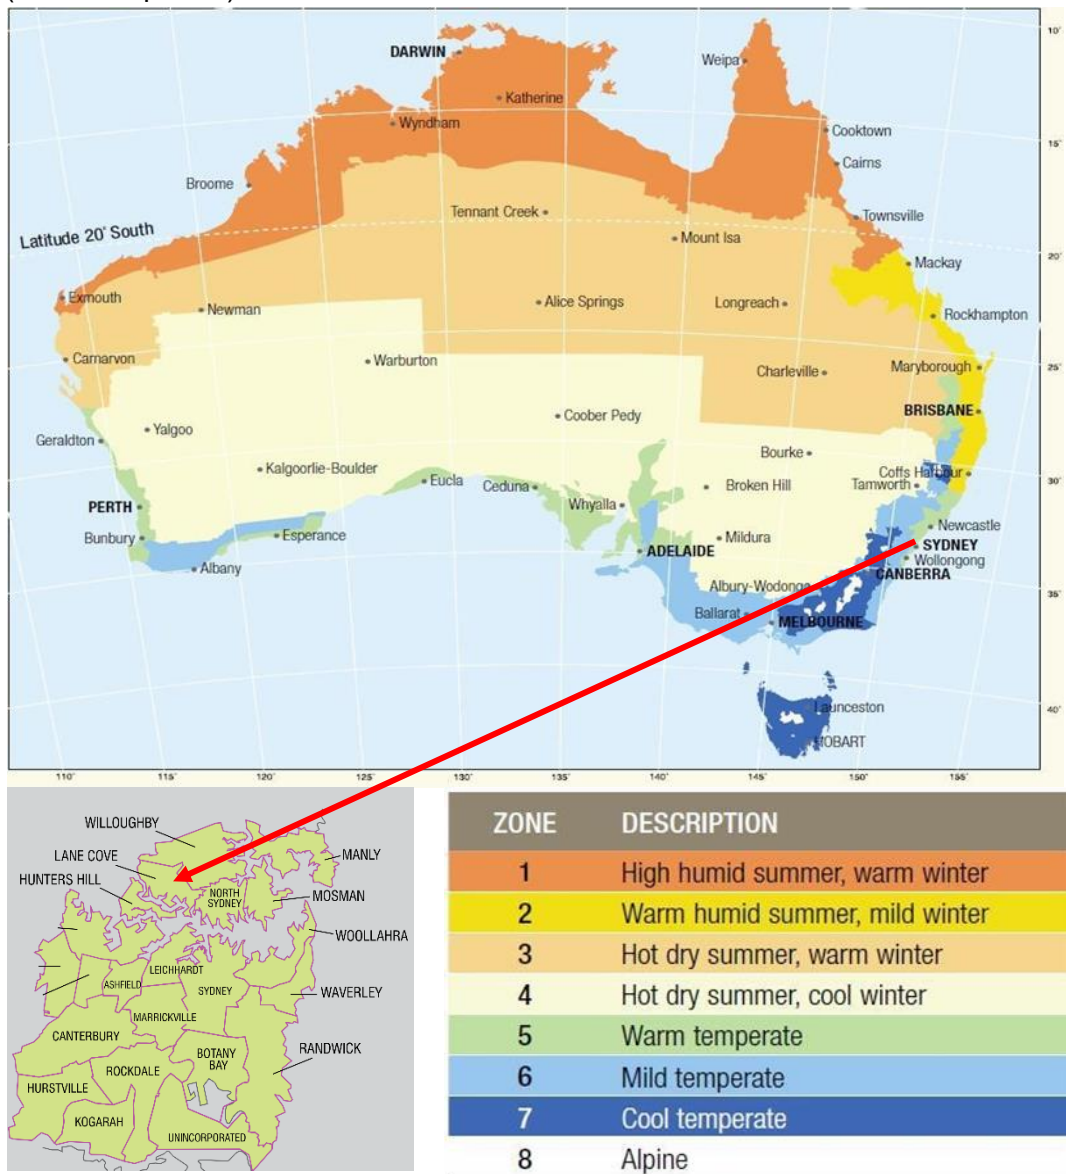 10°
DARWIN
Weipa
Katherine
Wyndham
Cooktown
15°
Cairns
Broome
Tennant Creek
Townsville
Latitude 20° South
Mount Isa
20°
Mackay
Exmouth
Newman
Alice Springs
Longreach
Rockhampton
Carnarvon
Warburton
Charleville
Maryborough
25°
Coober Pedy
BRISBANE
Geraldton
Yalgoo
Bourke
Kalgoorlie-Boulder
Coffs Harbour
Eucla
Ceduna
Broken Hill
Tamworth
30°
Whyalla
PERTH
Newcastle
Bunbury
Esperance
Mildura
SYDNEY
ADELAIDE
Wollongong
Albany
CANBERRA
Albury-Wodonga
35°
Ballarat
MELBOURNE
Launceston
40°
HOBART
110°
115°
120°
125°
130°
135°
140°
145°
150°
155°
WILLOUGHBY
LANE COVE
MANLY
HUNTERS HILL
NORTH
SYDNEY
MOSMAN
WOOLLAHRA
LEICHHARDT
ASHFIELD
SYDNEY
WAVERLEY
MARRICKVILLE
CANTERBURY
BOTANY
BAY
RANDWICK
ROCKDALE
HURSTVILLE
KOGARAH
UNINCORPORATED
ZONE DESCRIPTION
1 High humid summer, warm winter
2 Warm humid summer, mild winter
3 Hot dry summer, warm winter
4 Hot dry summer, cool winter
5 Warm temperate
6 Mild temperate
7 Cool temperate
8 Alpine